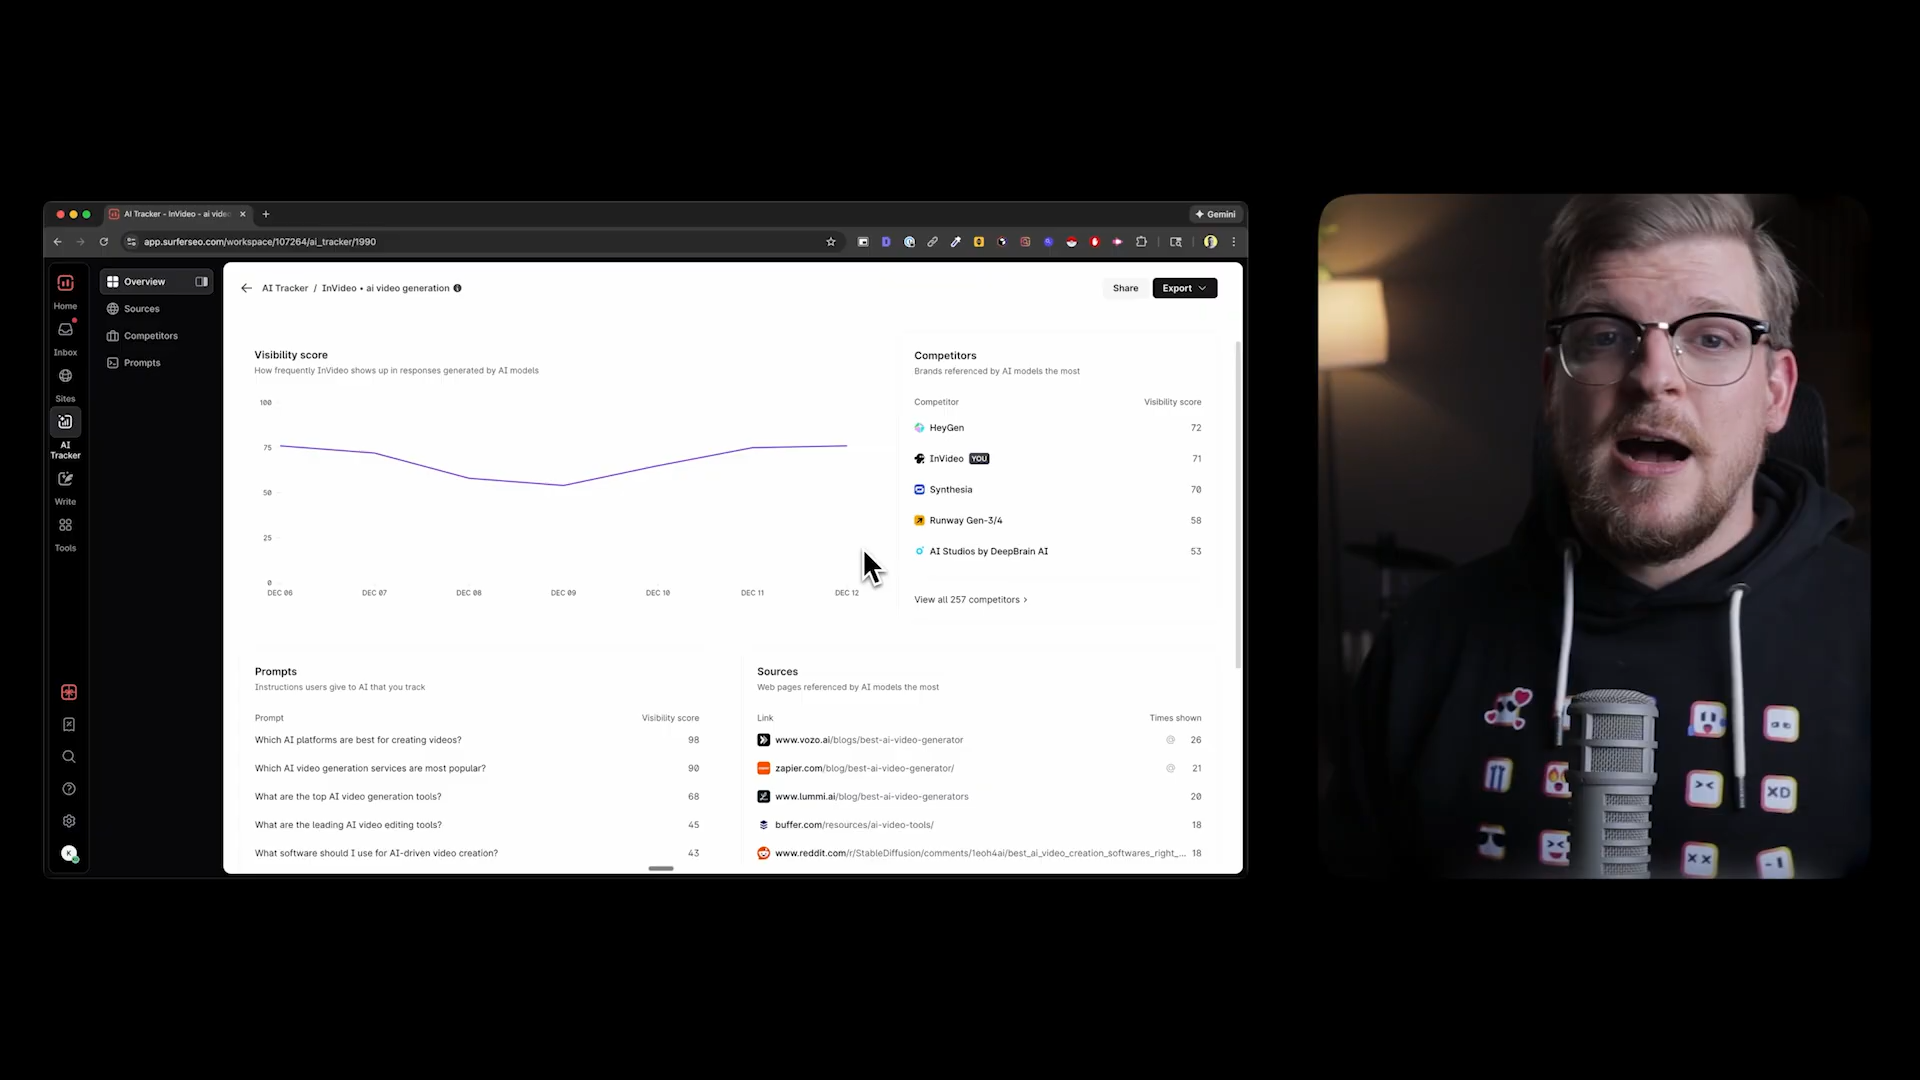 AI Tracker - InVideo - ai video
Gemini
app.surferseo.com/workspace/107264/ai_tracker/1990
Home
Inbox
Sites
AI Tracker
Write
Tools
K
Overview
Sources
Competitors
Prompts
AI Tracker / InVideo • ai video generation
Share
Export
Visibility score
How frequently InVideo shows up in responses generated by AI models
100
75
50
25
0
DEC 06 DEC 07 DEC 08 DEC 09 DEC 10 DEC 11 DEC 12
Competitors
Brands referenced by AI models the most
Competitor Visibility score
HeyGen 72
InVideo YOU 71
Synthesia 70
Runway Gen-3/4 58
AI Studios by DeepBrain AI 53
View all 257 competitors >
Prompts
Instructions users give to AI that you track
Prompt Visibility score
Which AI platforms are best for creating videos? 98
Which AI video generation services are most popular? 90
What are the top AI video generation tools? 68
What are the leading AI video editing tools? 45
What software should I use for AI-driven video creation? 43
Sources
Web pages referenced by AI models the most
Link Times shown
www.vozo.ai/blogs/best-ai-video-generator 26
zapier.com/blog/best-ai-video-generator/ 21
www.lummi.ai/blog/best-ai-video-generators 20
buffer.com/resources/ai-video-tools/ 18
www.reddit.com/r/StableDiffusion/comments/1eoh4ai/best_ai_video_creation_softwares_right_... 18
XD